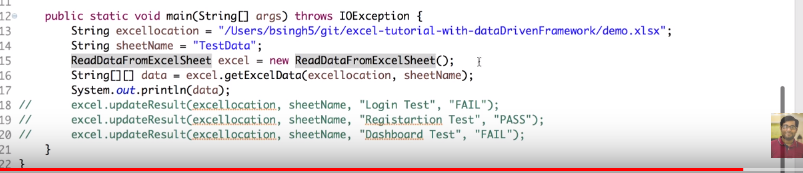 12 public static void main(String[] args) throws IOException {
13 String excellocation = "/Users/bsingh5/git/excel-tutorial-with-dataDrivenFramework/demo.xlsx";
14 String sheetName = "TestData";
15 ReadDataFromExcelSheet excel = new ReadDataFromExcelSheet();
16 String[][] data = excel.getExcelData(excellocation, sheetName);
17 System.out.println(data);
18 // excel.updateResult(excellocation, sheetName, "Login Test", "FAIL");
19 // excel.updateResult(excellocation, sheetName, "Registartion Test", "PASS");
20 // excel.updateResult(excellocation, sheetName, "Dashboard Test", "FAIL");
21 }
22 }